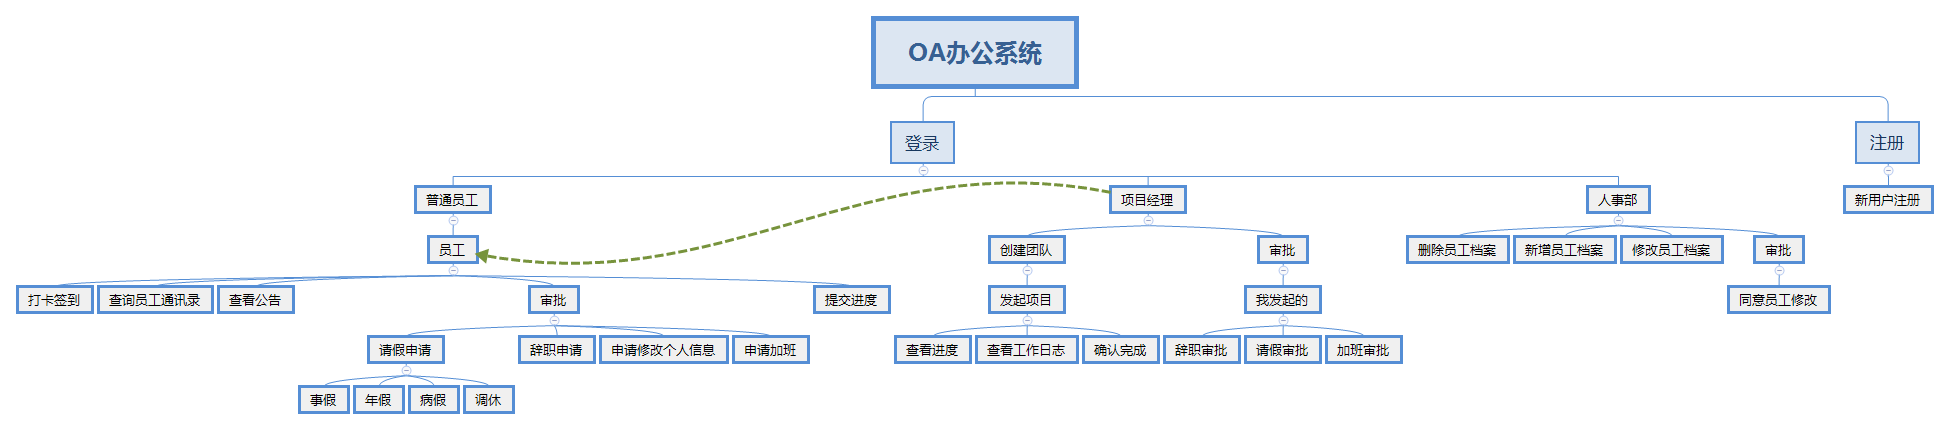 OA办公系统
登录
注册
普通员工
项目经理
人事部
新用户注册
员工
创建团队
审批
删除员工档案
新增员工档案
修改员工档案
审批
打卡签到
查询员工通讯录
查看公告
审批
提交进度
发起项目
我发起的
同意员工修改
请假申请
辞职申请
申请修改个人信息
申请加班
查看进度
查看工作日志
确认完成
辞职审批
请假审批
加班审批
事假
年假
病假
调休